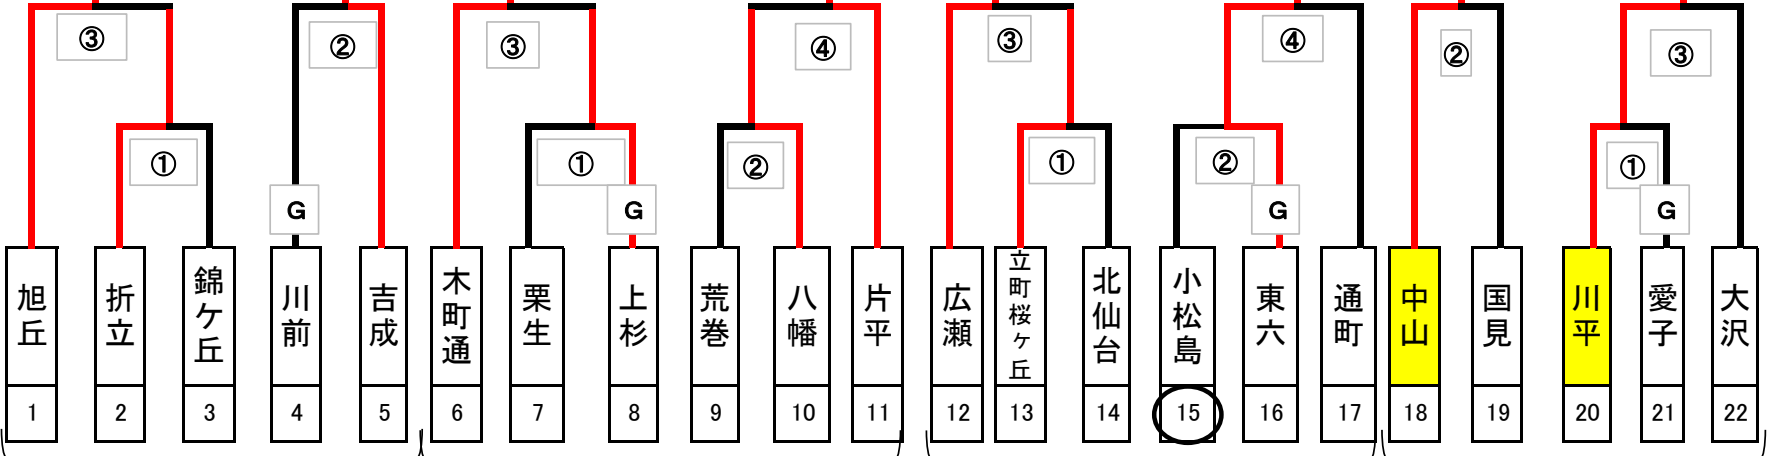 ③ ② ③ ④ ③ ④ ② ③
① ① ② ① ② ①
G G G G
旭丘
折立
錦ケ丘
川前
吉成
木町通
栗生
上杉
荒巻
八幡
片平
広瀬
立町桜ヶ丘
北仙台
小松島
東六
通町
中山
国見
川平
愛子
大沢
1 2 3 4 5 6 7 8 9 10 11 12 13 14 15 16 17 18 19 20 21 22